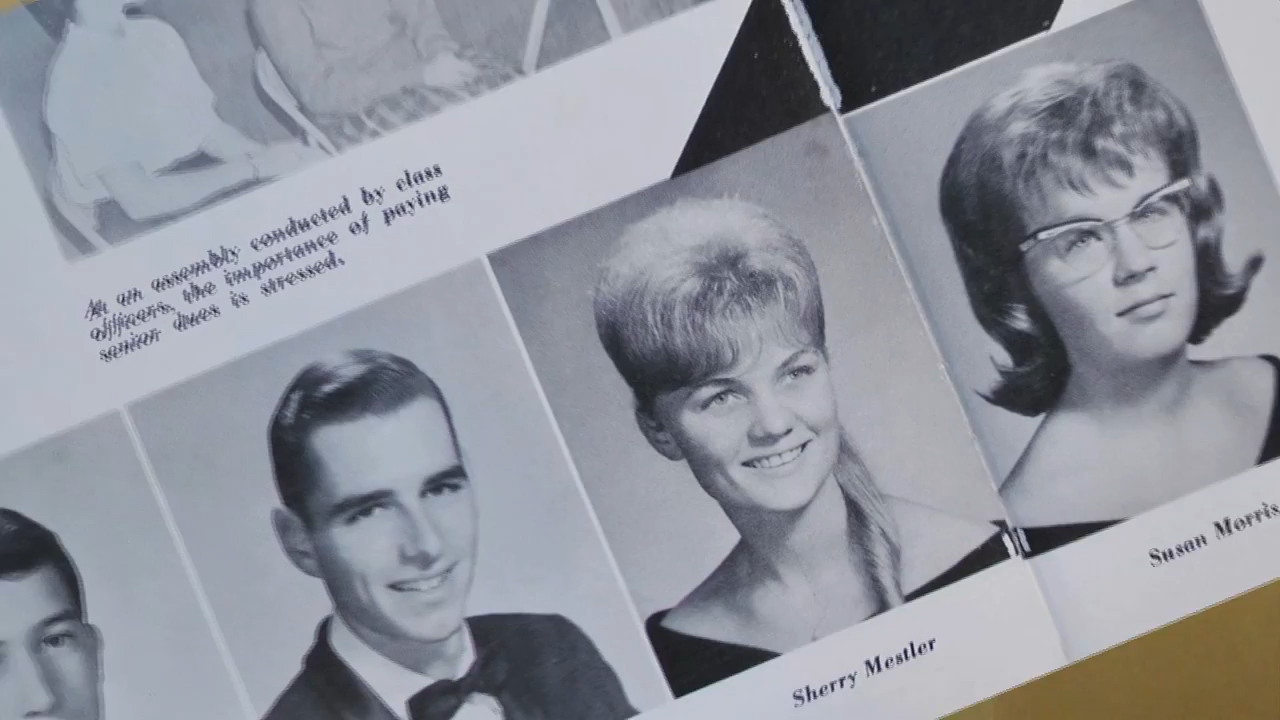 At an assembly conducted by class
officers, the importance of paying
senior dues is stressed.
Sherry Mestler
Susan Morris